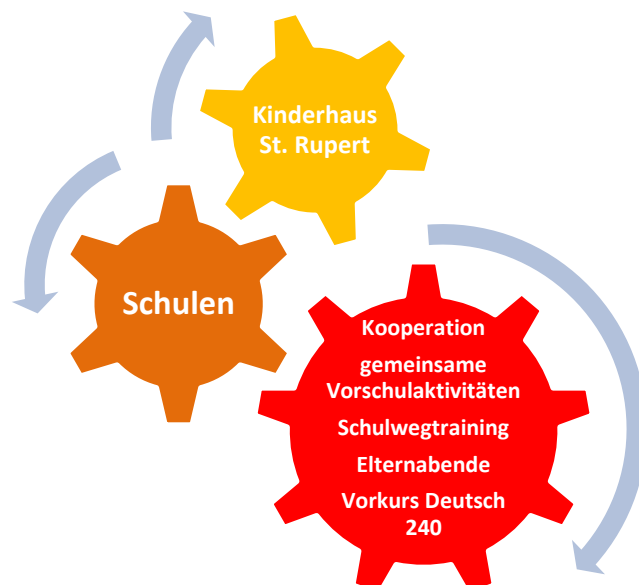 Kinderhaus
St. Rupert
Schulen
Kooperation
gemeinsame
Vorschulaktivitäten
Schulwegtraining
Elternabende
Vorkurs Deutsch
240